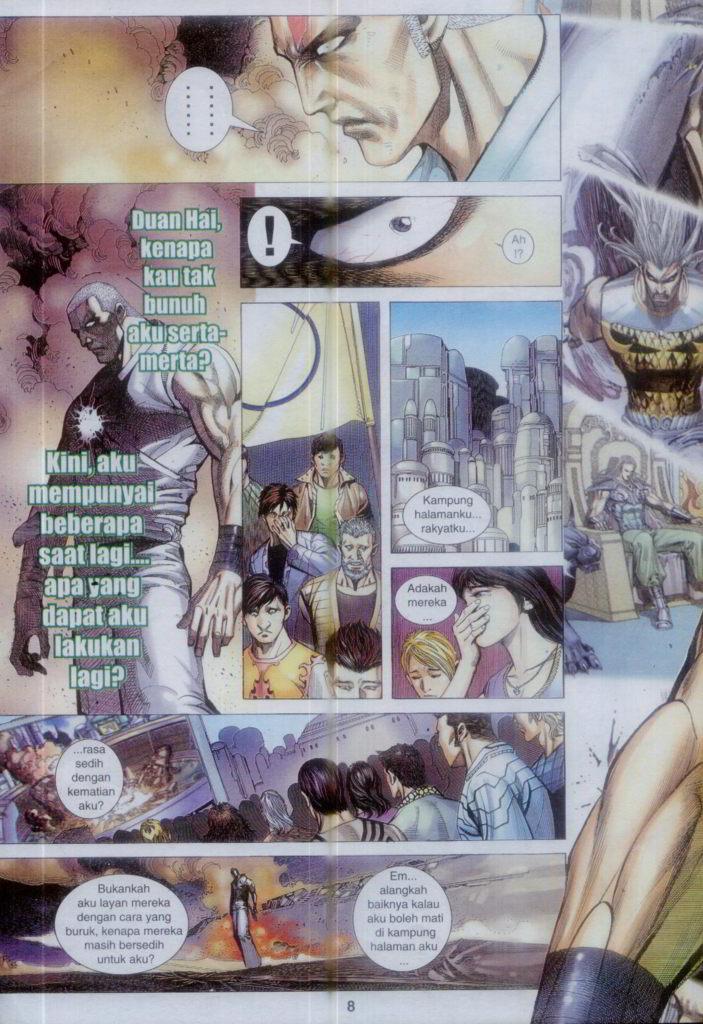 ......
......
Duan Hai,
kenapa
kau tak
bunuh
aku serta-
merta?
!
Ah
!?
Kini, aku
mempunyai
beberapa
saat lagi....
apa yang
dapat aku
lakukan
lagi?
Kampung
halamanku...
rakyatku...
Adakah
mereka
...
...rasa
sedih
dengan
kematian
aku?
Bukankah
aku layan mereka
dengan cara yang
buruk, kenapa mereka
masih bersedih
untuk aku?
Em...
alangkah
baiknya kalau
aku boleh mati
di kampung
halaman aku
...
8